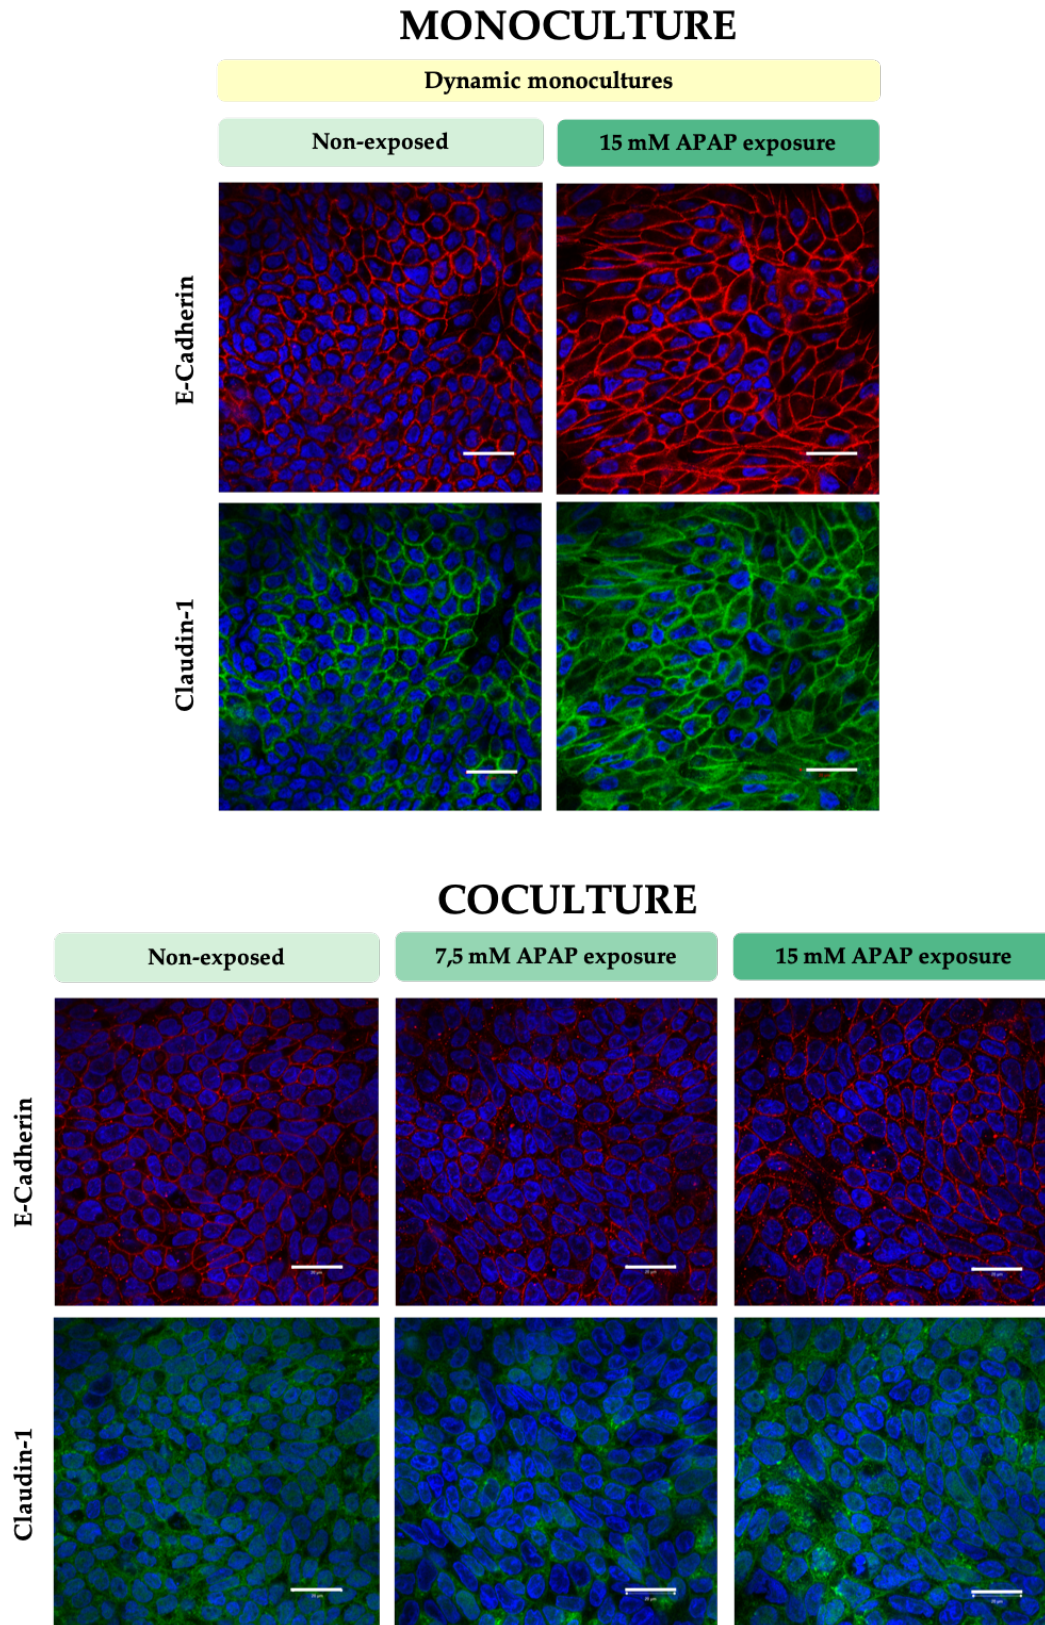 MONOCULTURE
Dynamic monocultures
Non-exposed
15 mM APAP exposure
E-Cadherin
Claudin-1
COCULTURE
Non-exposed
7,5 mM APAP exposure
15 mM APAP exposure
E-Cadherin
Claudin-1